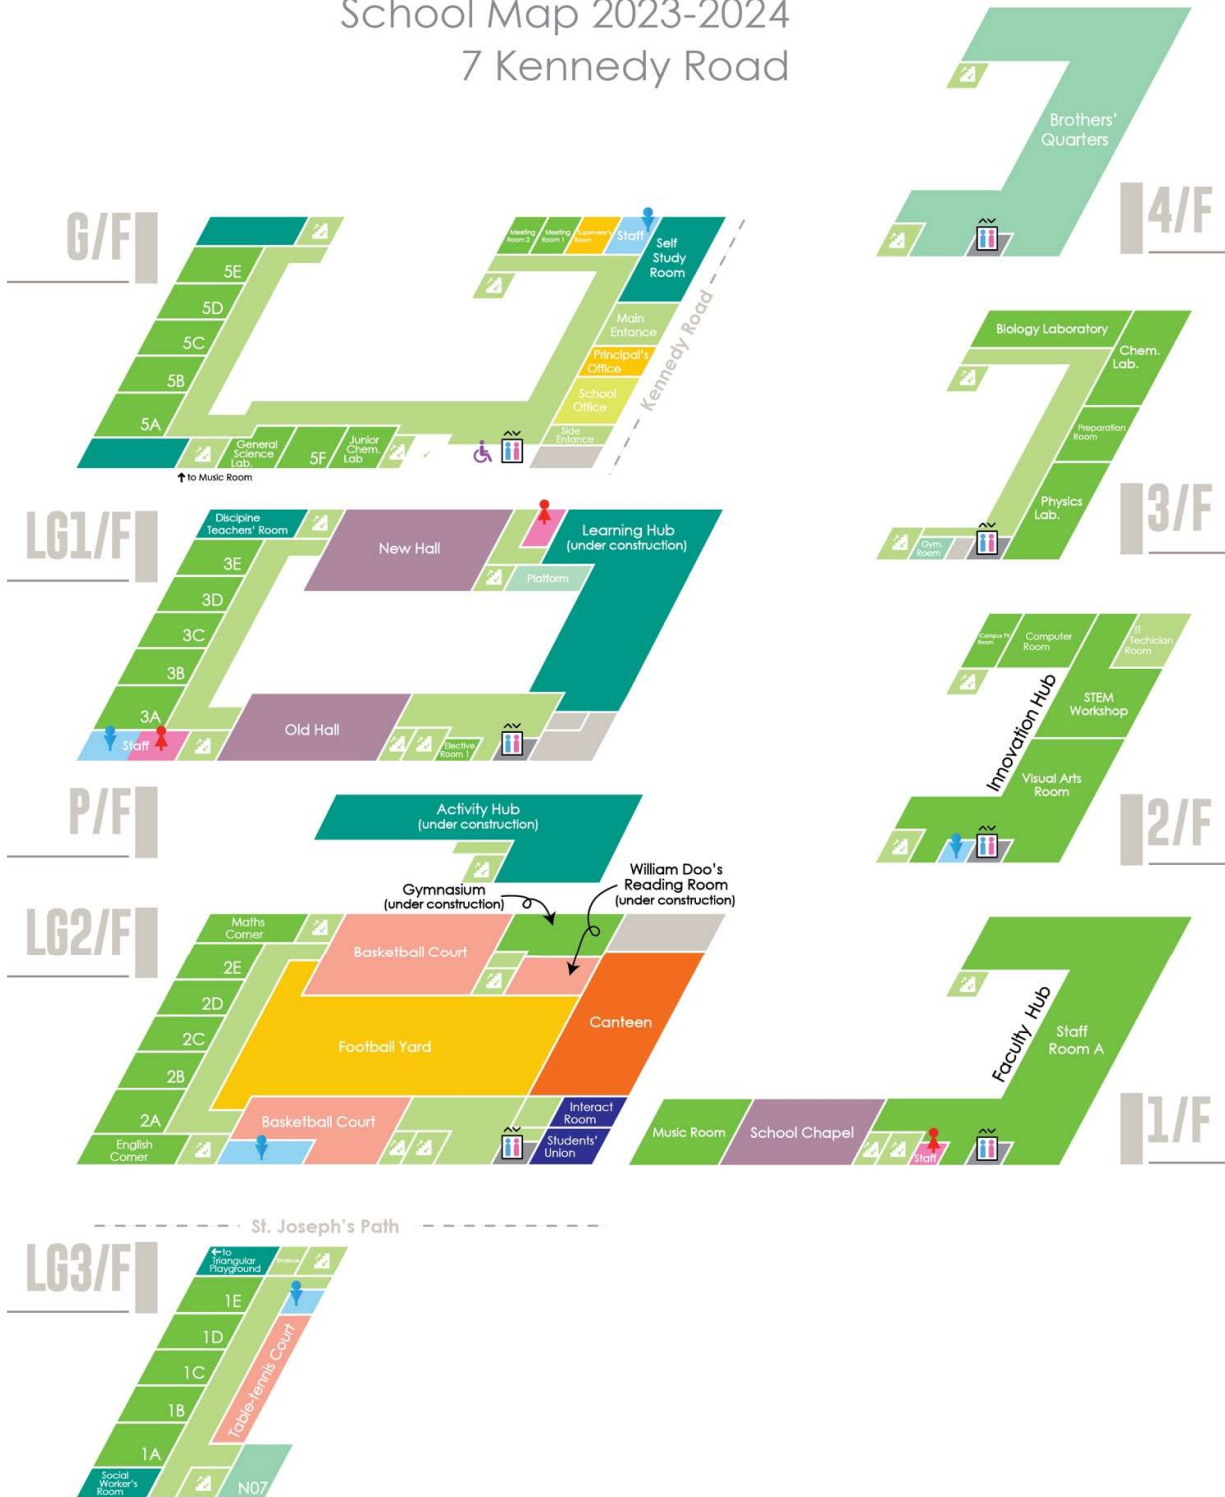 School Map 2023-2024
7 Kennedy Road
G/F
5E
5D
5C
5B
5A
General
Science
Lab.
5F
Junior
Chem.
Lab
↑ to Music Room
Meeting
Room 2
Meeting
Room 1
Supervisor's
Room
Staff
Self
Study
Room
Main
Entance
Principal's
Office
School
Office
Side
Entance
Kennedy Road
LG1/F
Discipine
Teachers' Room
3E
3D
3C
3B
3A
Staff
New Hall
Old Hall
Platform
Learning Hub
(under construction)
Elective
Room 1
P/F
Activity Hub
(under construction)
LG2/F
Maths
Corner
2E
2D
2C
2B
2A
English
Corner
Gymnasium
(under construction)
William Doo's
Reading Room
(under construction)
Basketball Court
Football Yard
Canteen
Basketball Court
Interact
Room
Students'
Union
St. Joseph's Path
LG3/F
←to
Triangular
Playground
Entance
1E
1D
1C
1B
1A
Social
Worker's
Room
Table-tennis Court
N07
4/F
Brothers'
Quarters
3/F
Biology Laboratory
Chem.
Lab.
Preparation
Room
Physics
Lab.
Gym.
Room
2/F
Campus TV
Room
Computer
Room
IT
Techician
Room
Innovation Hub
STEM
Workshop
Visual Arts
Room
1/F
Faculty Hub
Staff
Room A
Music Room
School Chapel
Staff